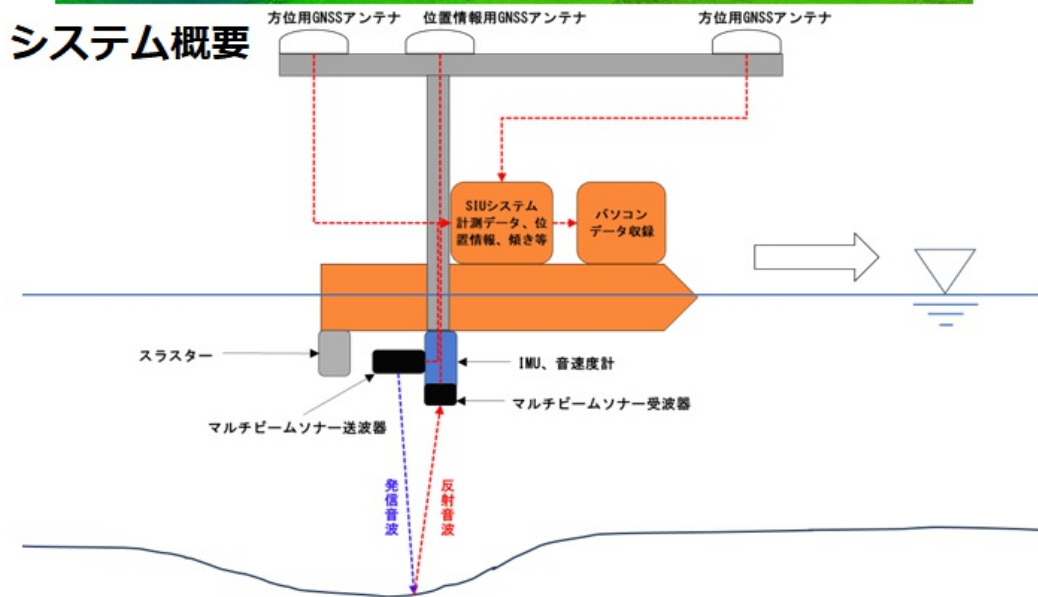 方位用GNSSアンテナ
位置情報用GNSSアンテナ
方位用GNSSアンテナ
システム概要
SIUシステム
計測データ、位
置情報、傾き等
パソコン
データ収録
スラスター
IMU、音速度計
マルチビームソナー受波器
マルチビームソナー送波器
発信音波
反射音波